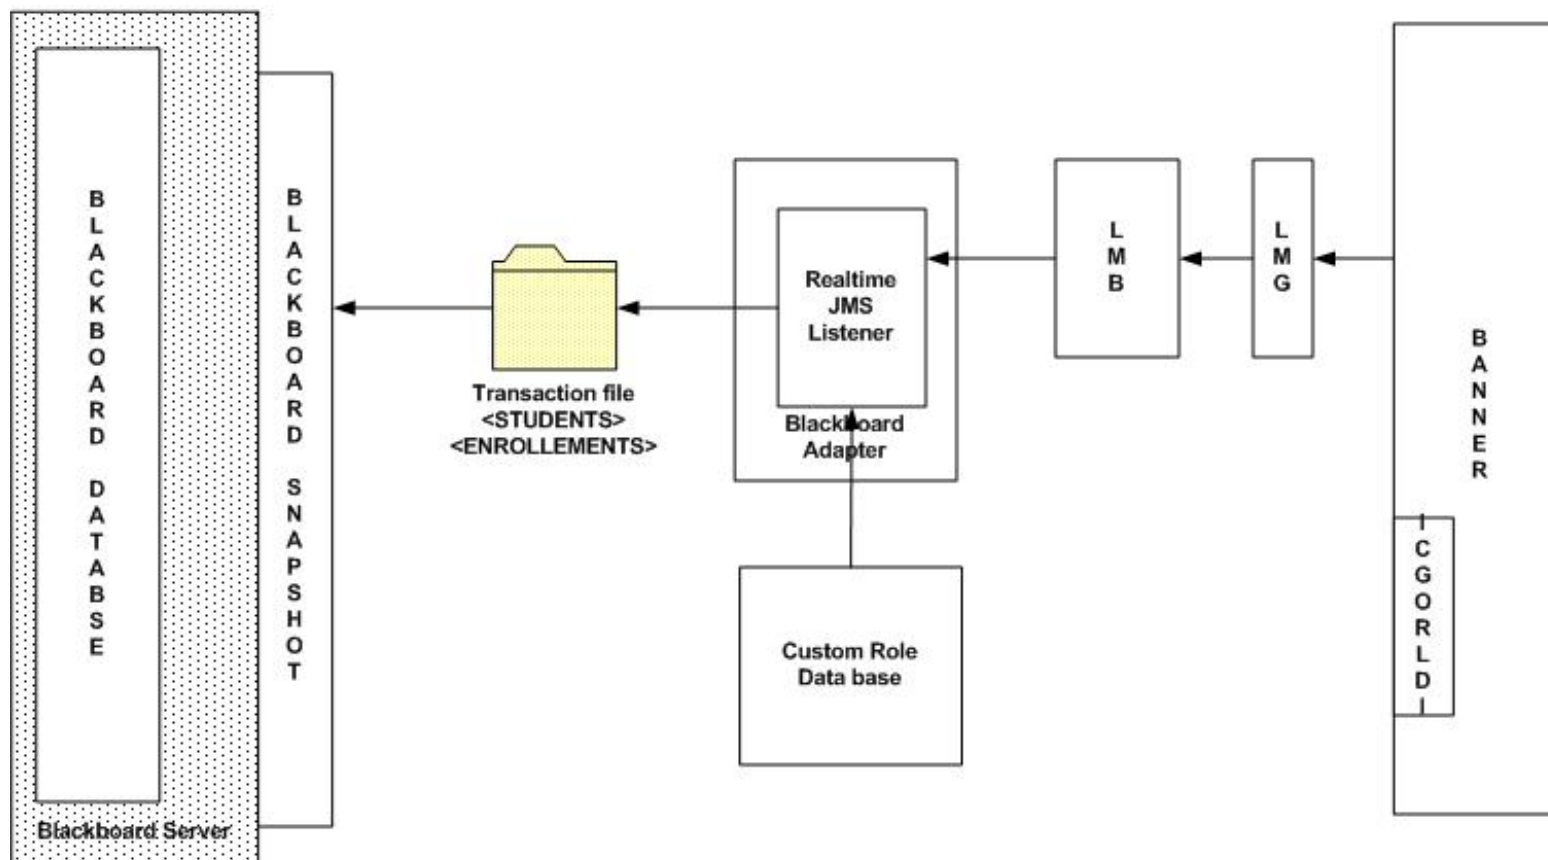 BLACKBOARD DATABSE
Blackboard Server
BLACKBOARD SNAPSHOT
Transaction file
<STUDENTS>
<ENROLLEMENTS>
Realtime
JMS
Listener
Blackboard
Adapter
Custom Role
Data base
LMB
LMG
BANNER
|CGORLD|